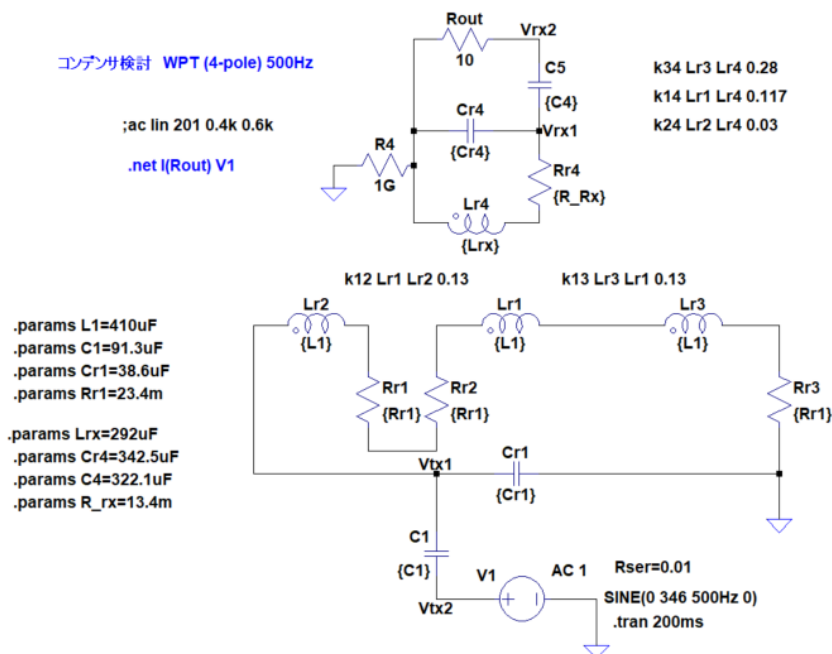 Rout
Vrx2
10
コンデンサ検討 WPT (4-pole) 500Hz
C5
{C4}
k34 Lr3 Lr4 0.28
k14 Lr1 Lr4 0.117
k24 Lr2 Lr4 0.03
;ac lin 201 0.4k 0.6k
Cr4
{Cr4}
Vrx1
.net I(Rout) V1
R4
1G
Rr4
{R_Rx}
Lr4
{Lrx}
k12 Lr1 Lr2 0.13
k13 Lr3 Lr1 0.13
Lr2
{L1}
Lr1
{L1}
Lr3
{L1}
.params L1=410uF
.params C1=91.3uF
.params Cr1=38.6uF
.params Rr1=23.4m
.params Lrx=292uF
.params Cr4=342.5uF
.params C4=322.1uF
.params R_rx=13.4m
Rr1
{Rr1}
Rr2
{Rr1}
Rr3
{Rr1}
Vtx1
Cr1
{Cr1}
C1
{C1}
Vtx2
V1
AC 1
Rser=0.01
SINE(0 346 500Hz 0)
.tran 200ms